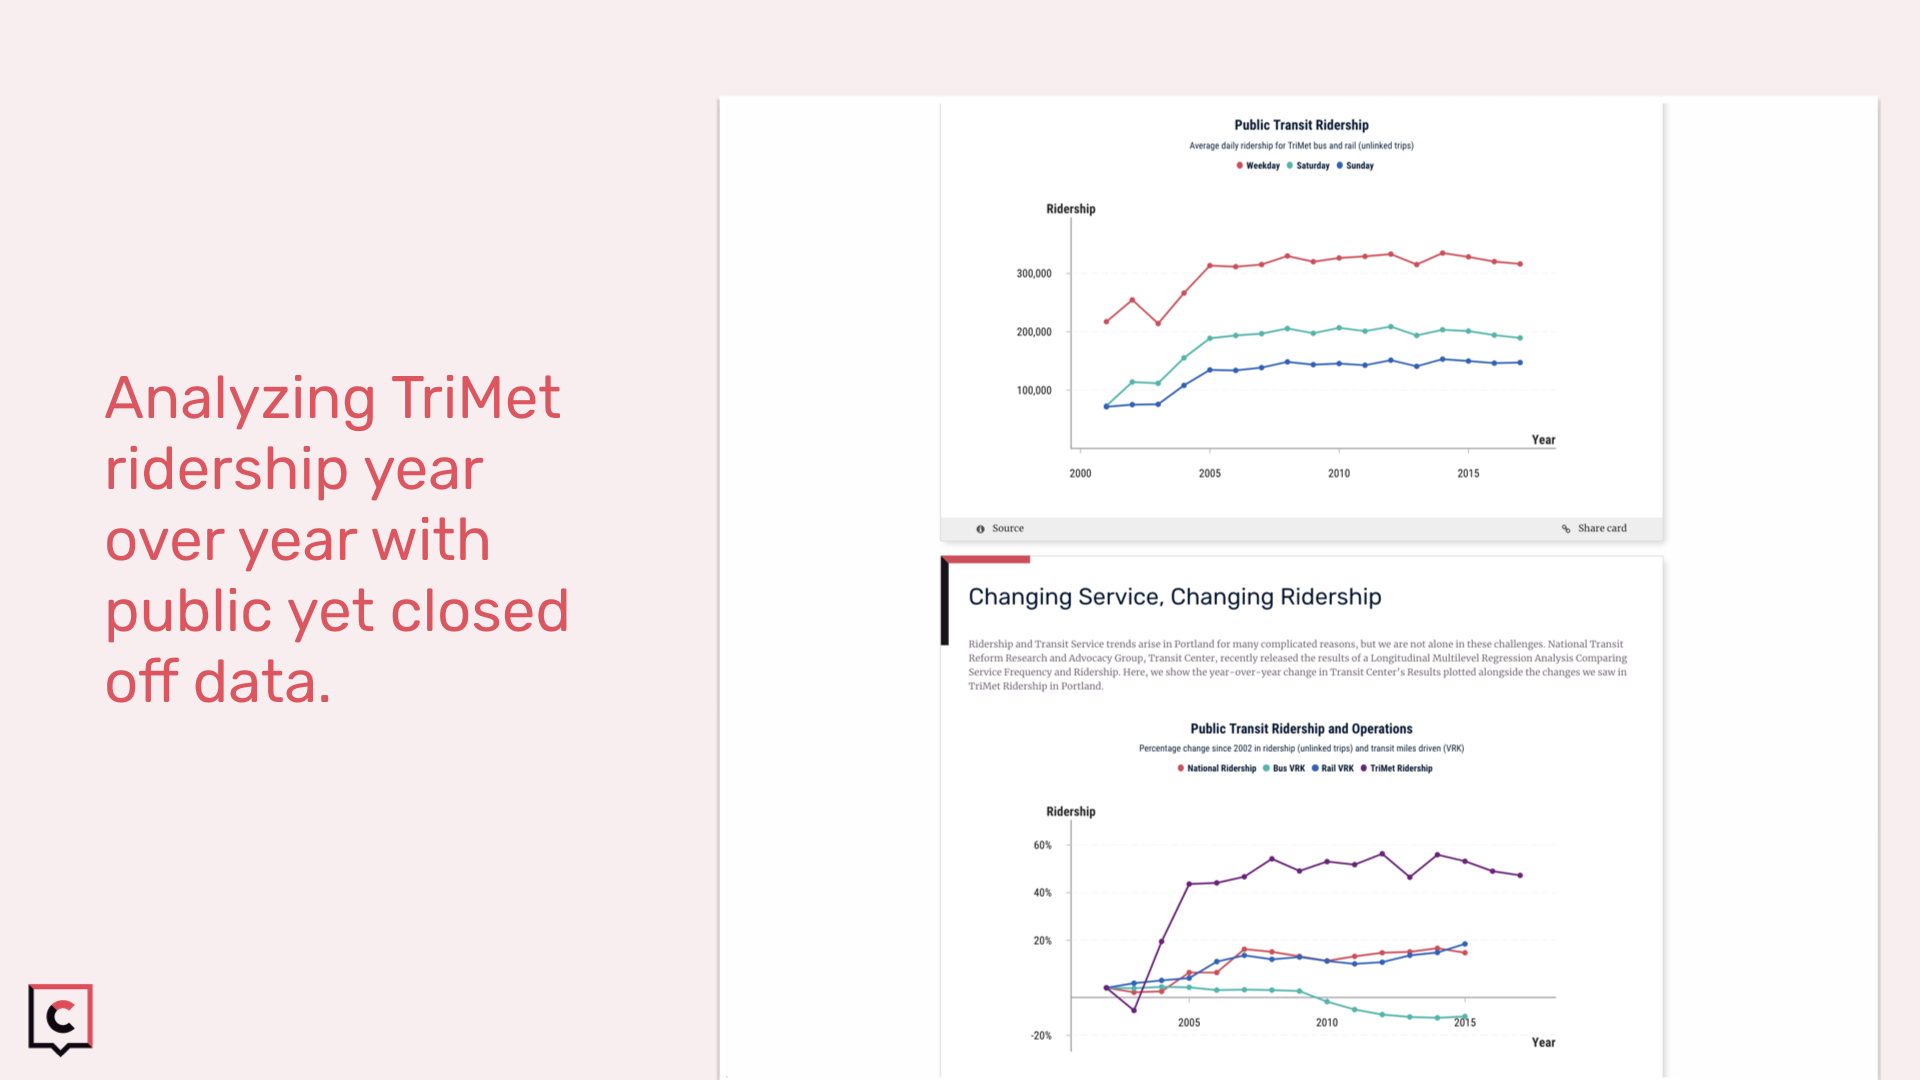 Analyzing TriMet
ridership year
over year with
public yet closed
off data.
C
Public Transit Ridership
Average daily ridership for TriMet bus and rail (unlinked trips)
Weekday Saturday Sunday
Ridership
300,000
200,000
100,000
Year
2000 2005 2010 2015
Source Share card
Changing Service, Changing Ridership
Ridership and Transit Service trends arise in Portland for many complicated reasons, but we are not alone in these challenges. National Transit
Reform Research and Advocacy Group, Transit Center, recently released the results of a Longitudinal Multilevel Regression Analysis Comparing
Service Frequency and Ridership. Here, we show the year-over-year change in Transit Center's Results plotted alongside the changes we saw in
TriMet Ridership in Portland.
Public Transit Ridership and Operations
Percentage change since 2002 in ridership (unlinked trips) and transit miles driven (VRK)
National Ridership Bus VRK Rail VRK TriMet Ridership
Ridership
60%
40%
20%
2005 2010 2015
-20%
Year